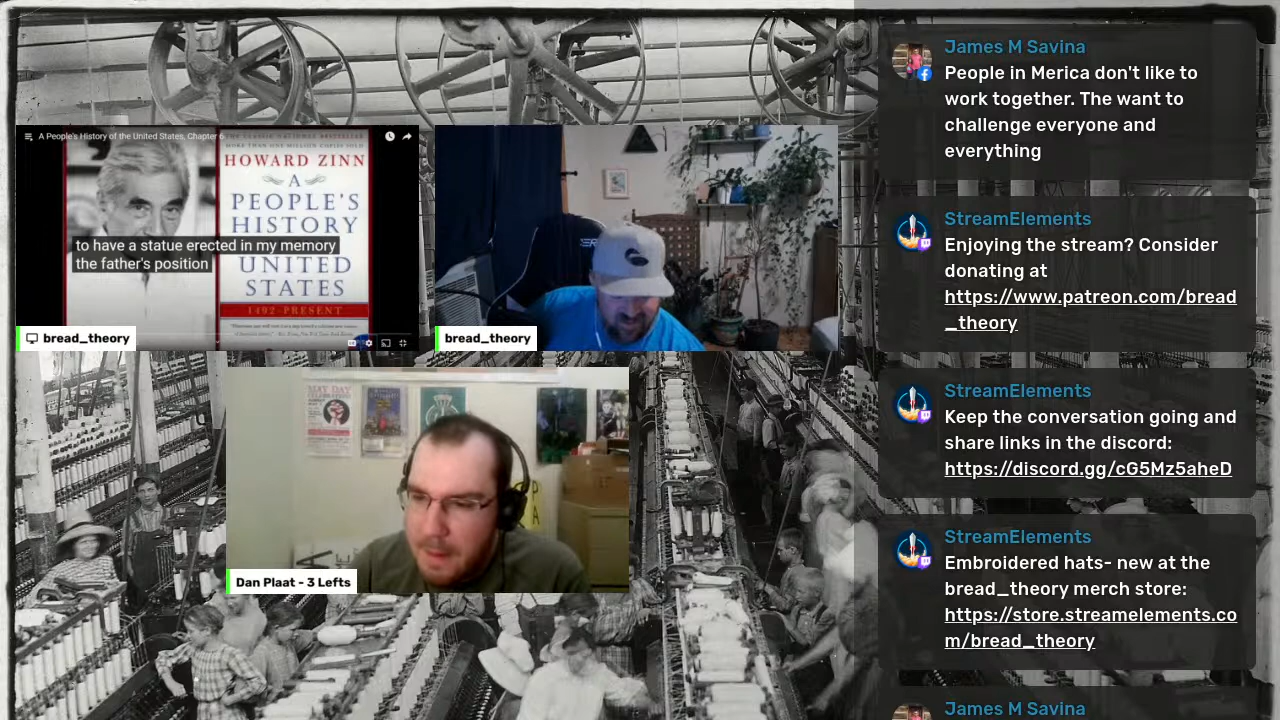 A People's History of the United States, Chapter 6
HOWARD ZINN
A
PEOPLE'S
HISTORY
UNITED
STATES
1492-PRESENT
to have a statue erected in my memory
the father's position
bread_theory
bread_theory
MAY DAY
Dan Plaat - 3 Lefts
James M Savina
People in Merica don't like to
work together. The want to
challenge everyone and
everything
StreamElements
Enjoying the stream? Consider
donating at
https://www.patreon.com/bread
_theory
StreamElements
Keep the conversation going and
share links in the discord:
https://discord.gg/cG5Mz5aheD
StreamElements
Embroidered hats- new at the
bread_theory merch store:
https://store.streamelements.co
m/bread_theory
James M Savina